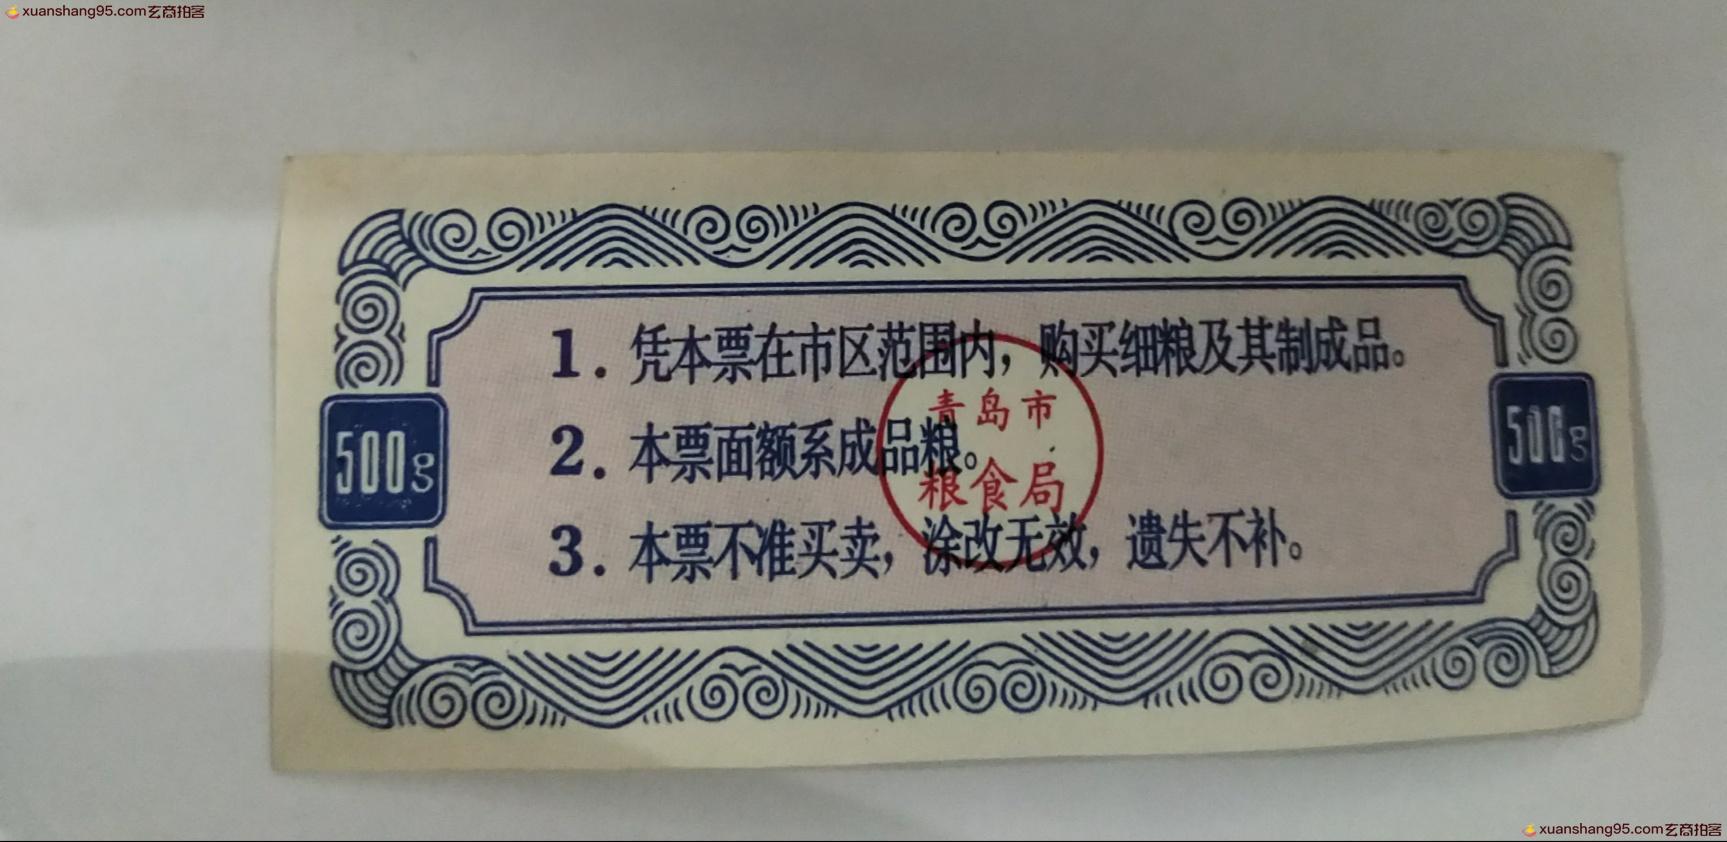 xuanshang95.com玄商拍客
1. 凭本票在市区范围内，购买细粮及其制成品。
青岛市
500g
2. 本票面额系成品粮。
500g
粮食局
3. 本票不准买卖，涂改无效，遗失不补。
xuanshang95.com玄商拍客